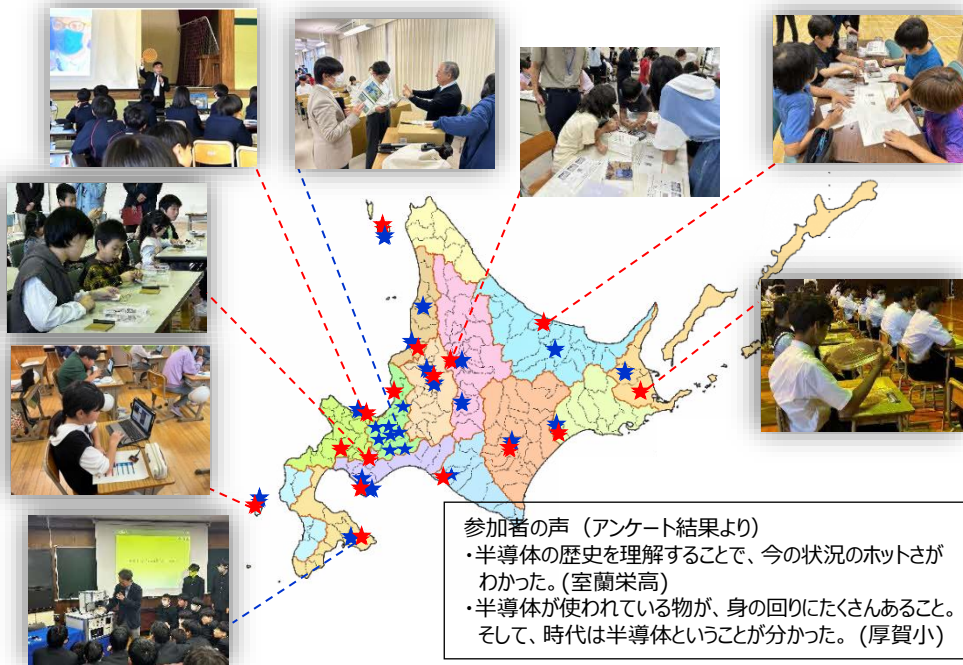 参加者の声（アンケート結果より）
・半導体の歴史を理解することで、今の状況のホットさが
わかった。(室蘭栄高)
・半導体が使われている物が、身の回りにたくさんあること。
そして、時代は半導体ということが分かった。 (厚賀小)